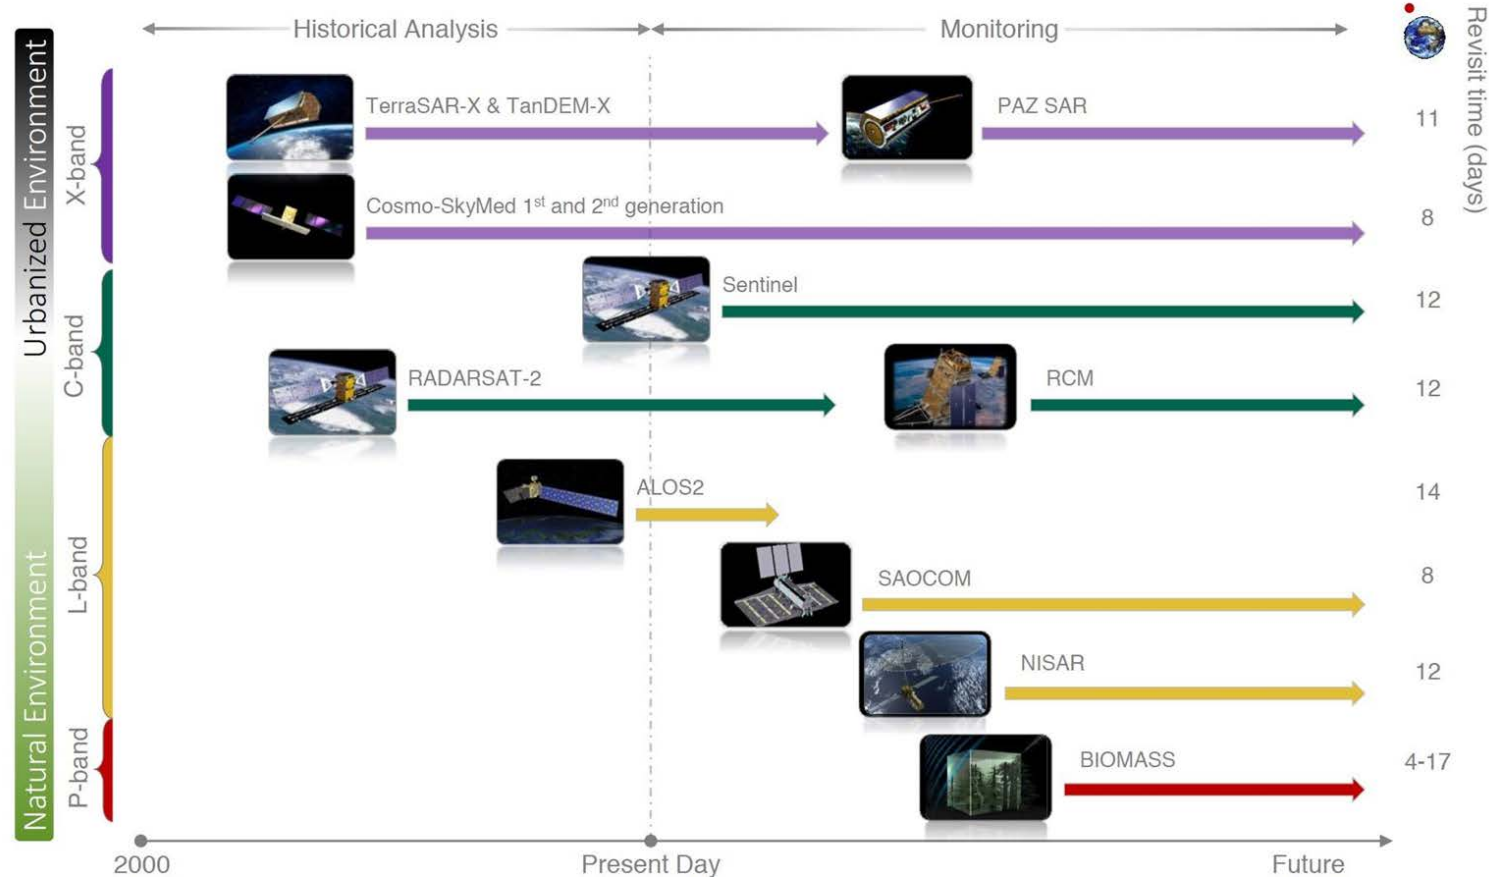 Historical Analysis
Monitoring
Revisit time (days)
Urbanized Environment
Natural Environment
X-band
TerraSAR-X & TanDEM-X
PAZ SAR
11
Cosmo-SkyMed 1st and 2nd generation
8
C-band
Sentinel
12
RADARSAT-2
RCM
12
L-band
ALOS2
14
SAOCOM
8
NISAR
12
P-band
BIOMASS
4-17
2000
Present Day
Future